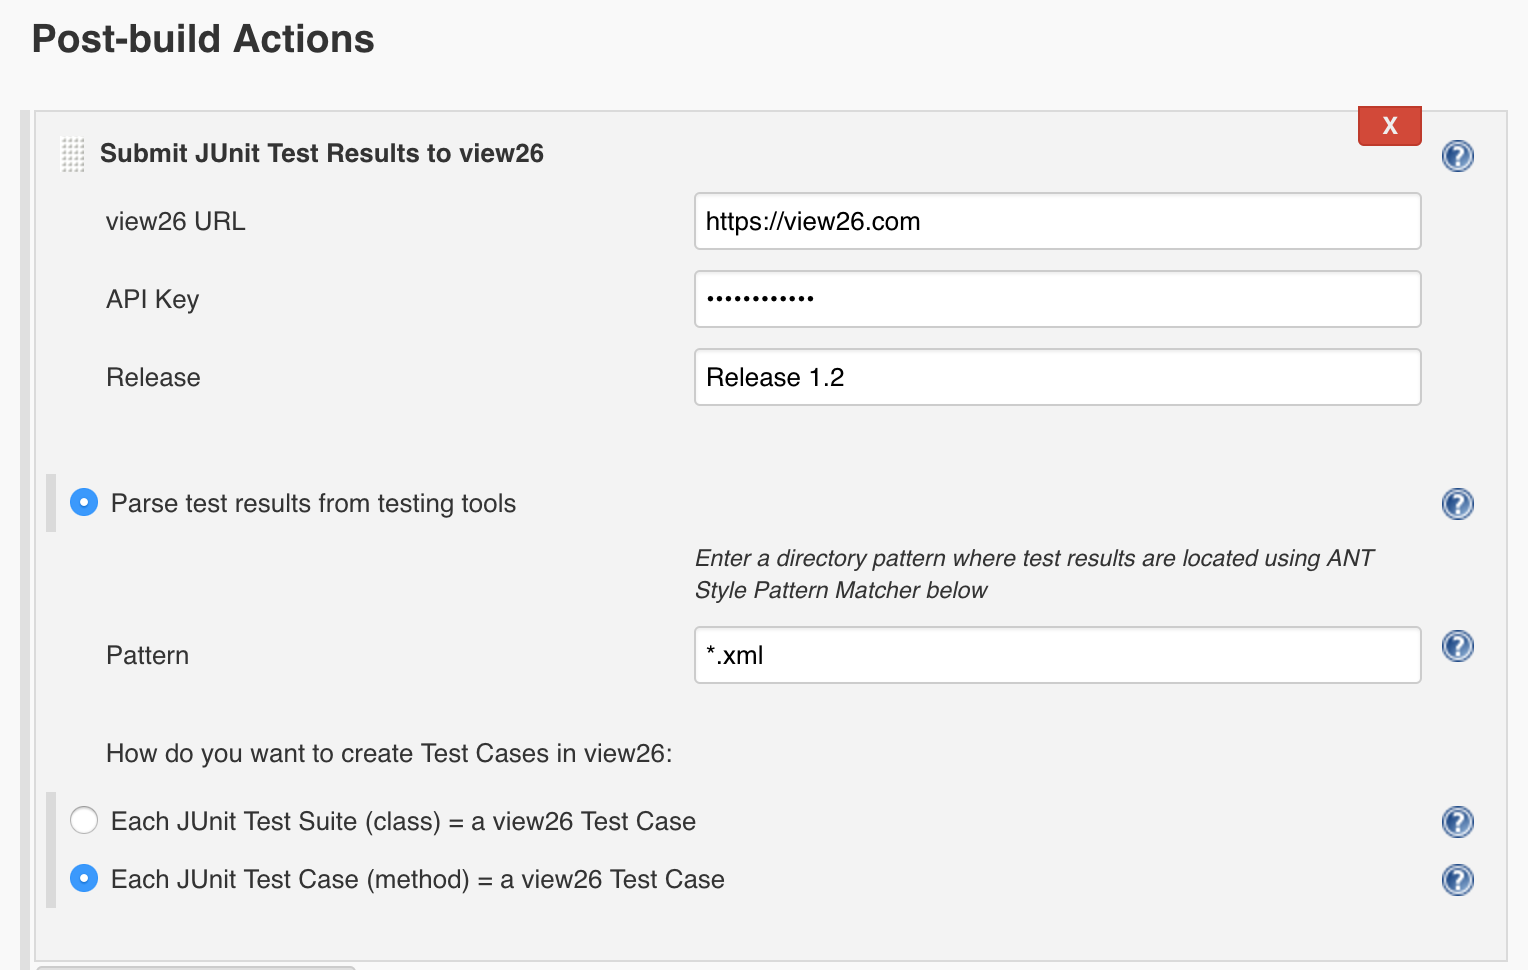 Post-build Actions
X
Submit JUnit Test Results to view26
?
view26 URL
https://view26.com
API Key
••••••••••••
Release
Release 1.2
Parse test results from testing tools
?
Enter a directory pattern where test results are located using ANT
Style Pattern Matcher below
Pattern
*.xml
?
How do you want to create Test Cases in view26:
Each JUnit Test Suite (class) = a view26 Test Case
?
Each JUnit Test Case (method) = a view26 Test Case
?